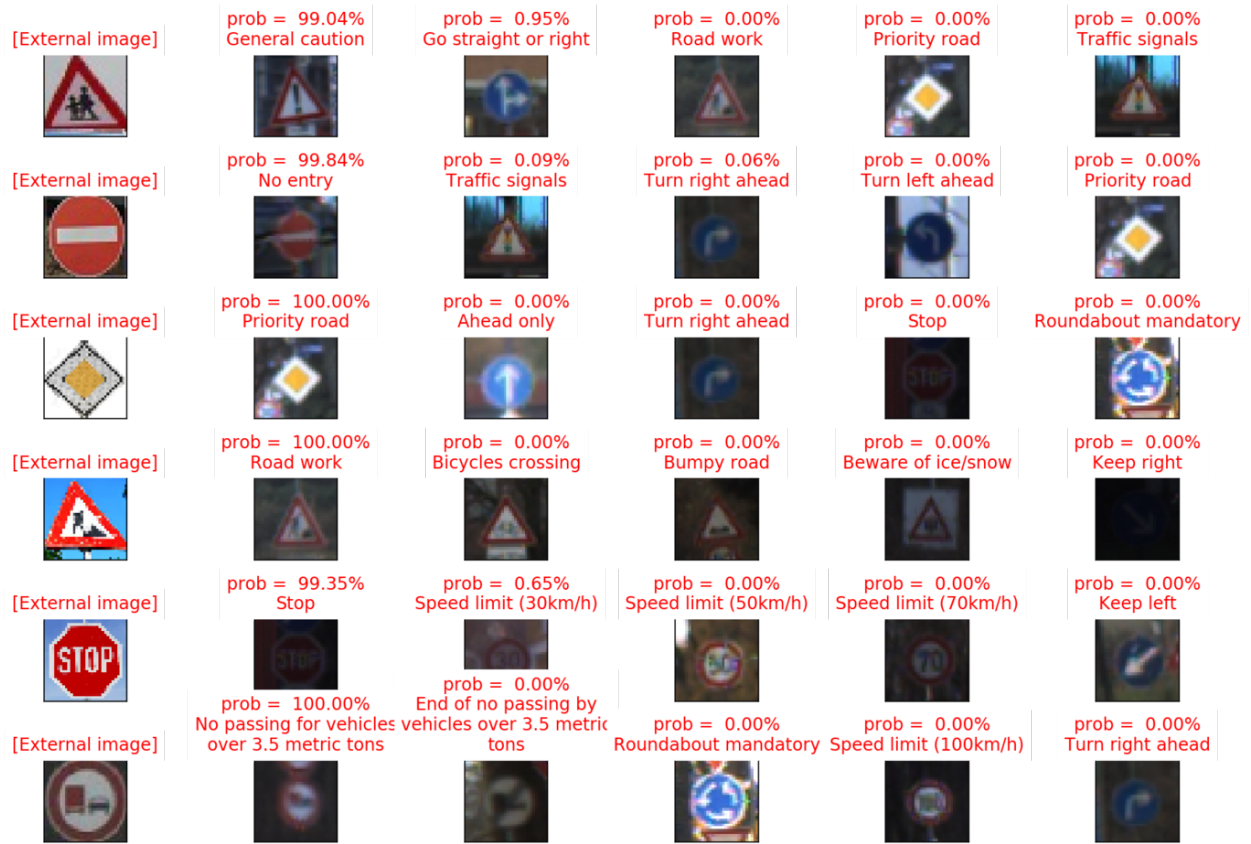 prob = 99.04% prob = 0.95% prob = 0.00% prob = 0.00% prob = 0.00%
[External image] General caution Go straight or right Road work Priority road Traffic signals
prob = 99.84% prob = 0.09% prob = 0.06% prob = 0.00% prob = 0.00%
[External image] No entry Traffic signals Turn right ahead Turn left ahead Priority road
prob = 100.00% prob = 0.00% prob = 0.00% prob = 0.00% prob = 0.00%
[External image] Priority road Ahead only Turn right ahead Stop Roundabout mandatory
STOP
prob = 100.00% prob = 0.00% prob = 0.00% prob = 0.00% prob = 0.00%
[External image] Road work Bicycles crossing Bumpy road Beware of ice/snow Keep right
prob = 99.35% prob = 0.65% prob = 0.00% prob = 0.00% prob = 0.00%
[External image] Stop Speed limit (30km/h) Speed limit (50km/h) Speed limit (70km/h) Keep left
STOP STOP 30 50 70
prob = 0.00%
prob = 100.00% End of no passing by prob = 0.00% prob = 0.00% prob = 0.00%
No passing for vehicles vehicles over 3.5 metric
[External image] over 3.5 metric tons tons Roundabout mandatory Speed limit (100km/h) Turn right ahead
100